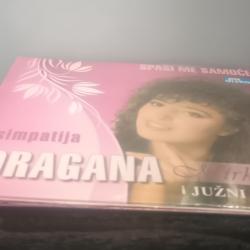 SPASI ME SAMOĆE
simpatija
DRAGANA
I JUŽNI